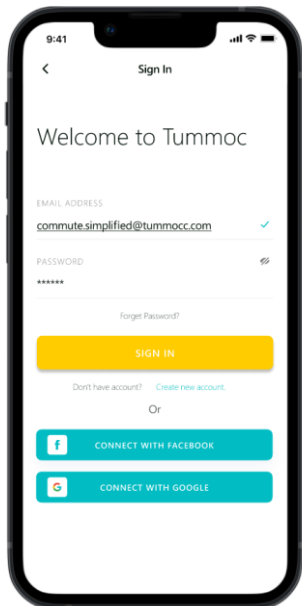 9:41
Sign In
Welcome to Tummoc
EMAIL ADDRESS
commute.simplified@tummocc.com
PASSWORD
******
Forget Password?
SIGN IN
Don't have account? Create new account.
Or
f CONNECT WITH FACEBOOK
G CONNECT WITH GOOGLE